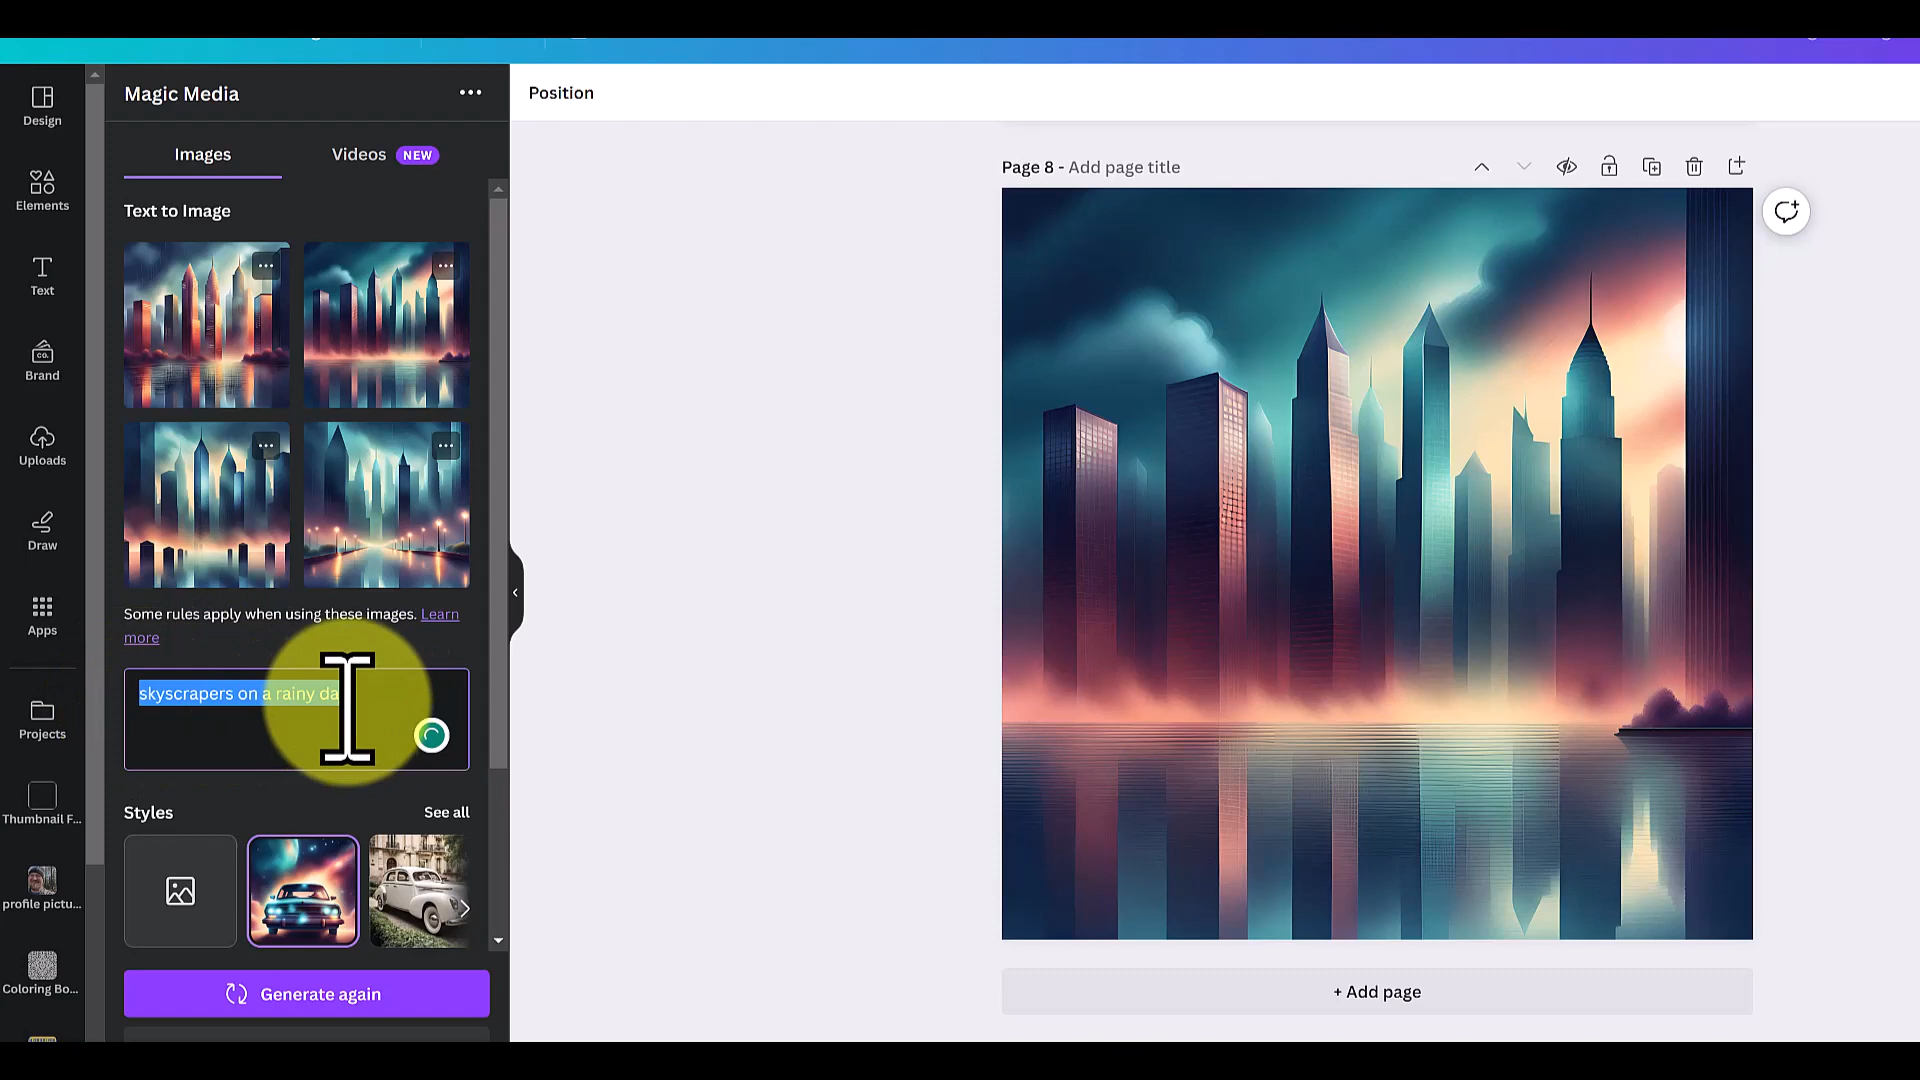 Magic Media
Position
Design
Images
Videos NEW
Page 8 - Add page title
Elements
Text to Image
Text
Brand
CO.
Uploads
Draw
Apps
Some rules apply when using these images. Learn
more
skyscrapers on a rainy da
Projects
Styles
See all
Thumbnail F...
profile pictu...
Coloring Bo...
Generate again
+ Add page